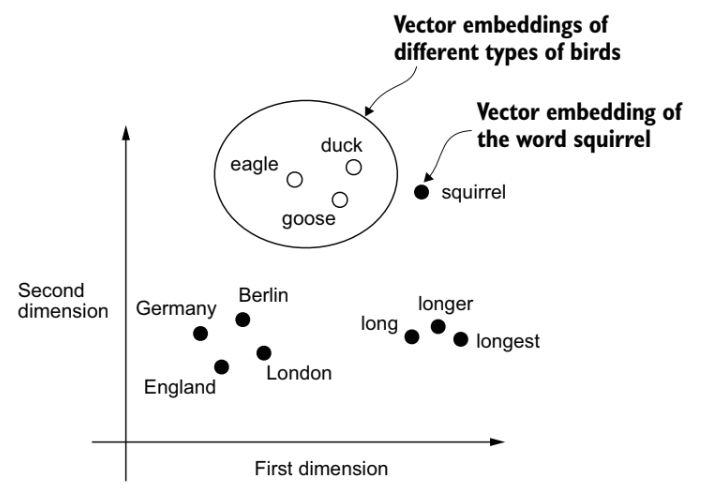 Vector embeddings of
different types of birds
Vector embedding of
the word squirrel
duck
eagle
squirrel
goose
Second
dimension
Berlin
Germany
longer
long
longest
London
England
First dimension